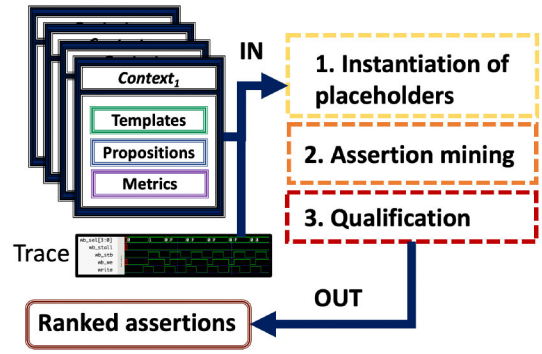 Context1
Templates
Propositions
Metrics
Trace
wb_sel[3:0]
wb_stall
wb_stb
wb_we
write
IN
1. Instantiation of
placeholders
2. Assertion mining
3. Qualification
OUT
Ranked assertions